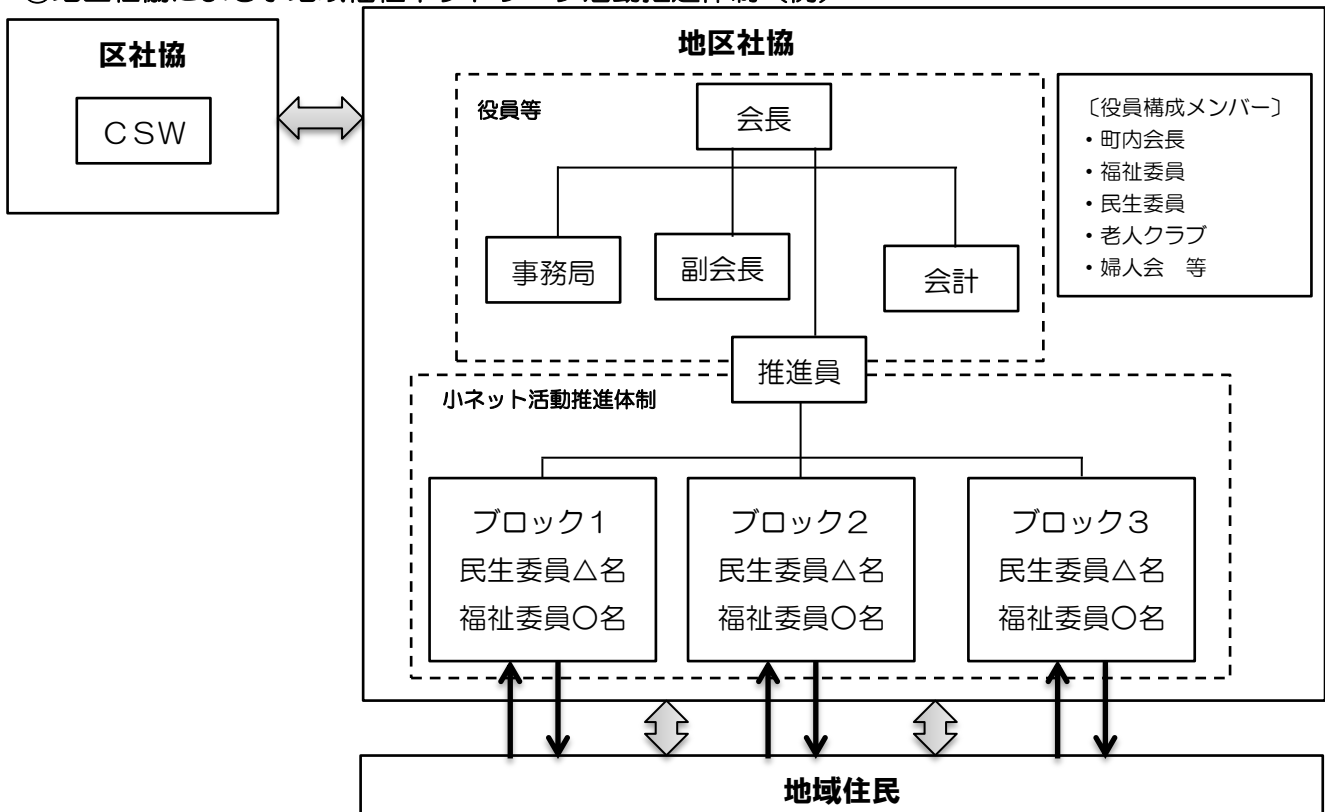 区社協
CSW
地区社協
役員等
会長
事務局
副会長
会計
〔役員構成メンバー〕
・町内会長
・福祉委員
・民生委員
・老人クラブ
・婦人会　等
推進員
小ネット活動推進体制
ブロック１
民生委員△名
福祉委員〇名
ブロック２
民生委員△名
福祉委員〇名
ブロック３
民生委員△名
福祉委員〇名
地域住民